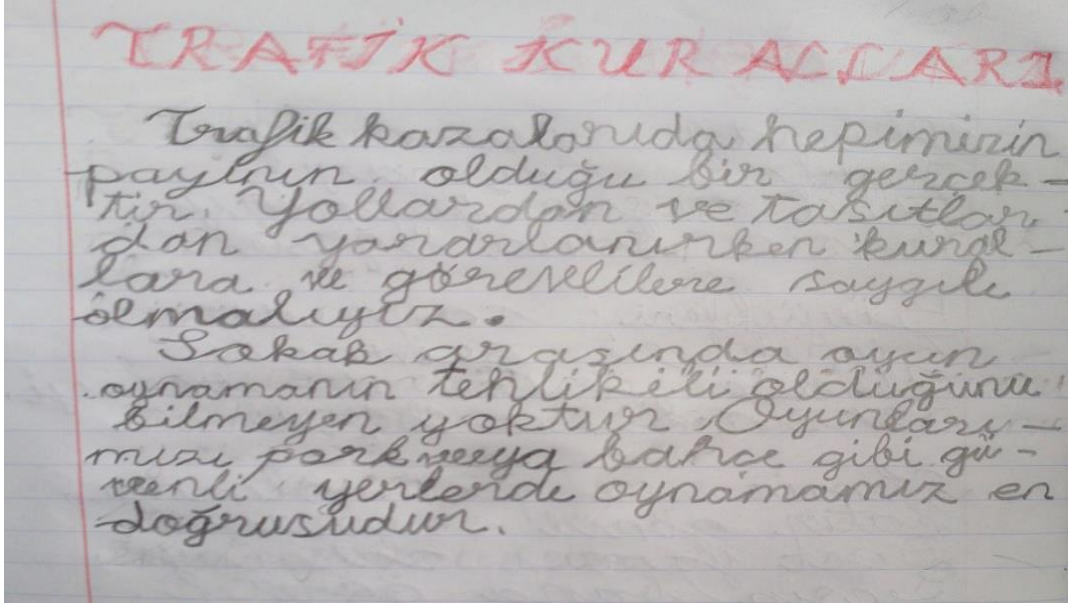 TRAFİK KURALLARI
Trafik kazalarıda hepimizin
payının olduğu bir gerçek-
tir. Yollardan ve taşıtlar.
dan yararlanırken kural-
lara ve görevlilere saygılı
olmalıyız.
Sokak arasında oyun
oynamanın tehlikeli olduğunu
bilmeyen yoktur. Oyunları-
mızı park veya bahçe gibi gü-
venli yerlerde oynamamız en
doğrusudur.